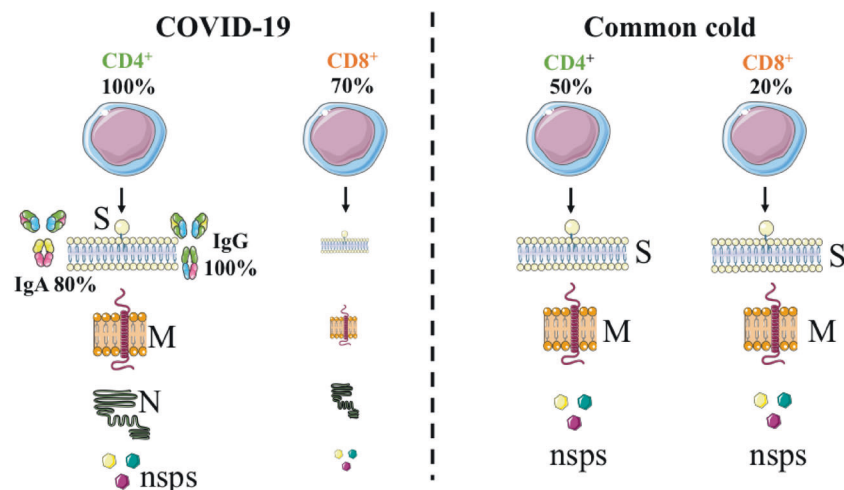 COVID-19
CD4⁺
100%
CD8⁺
70%
S
IgG
100%
IgA 80%
M
N
nsps
Common cold
CD4⁺
50%
CD8⁺
20%
S
S
M
M
nsps
nsps